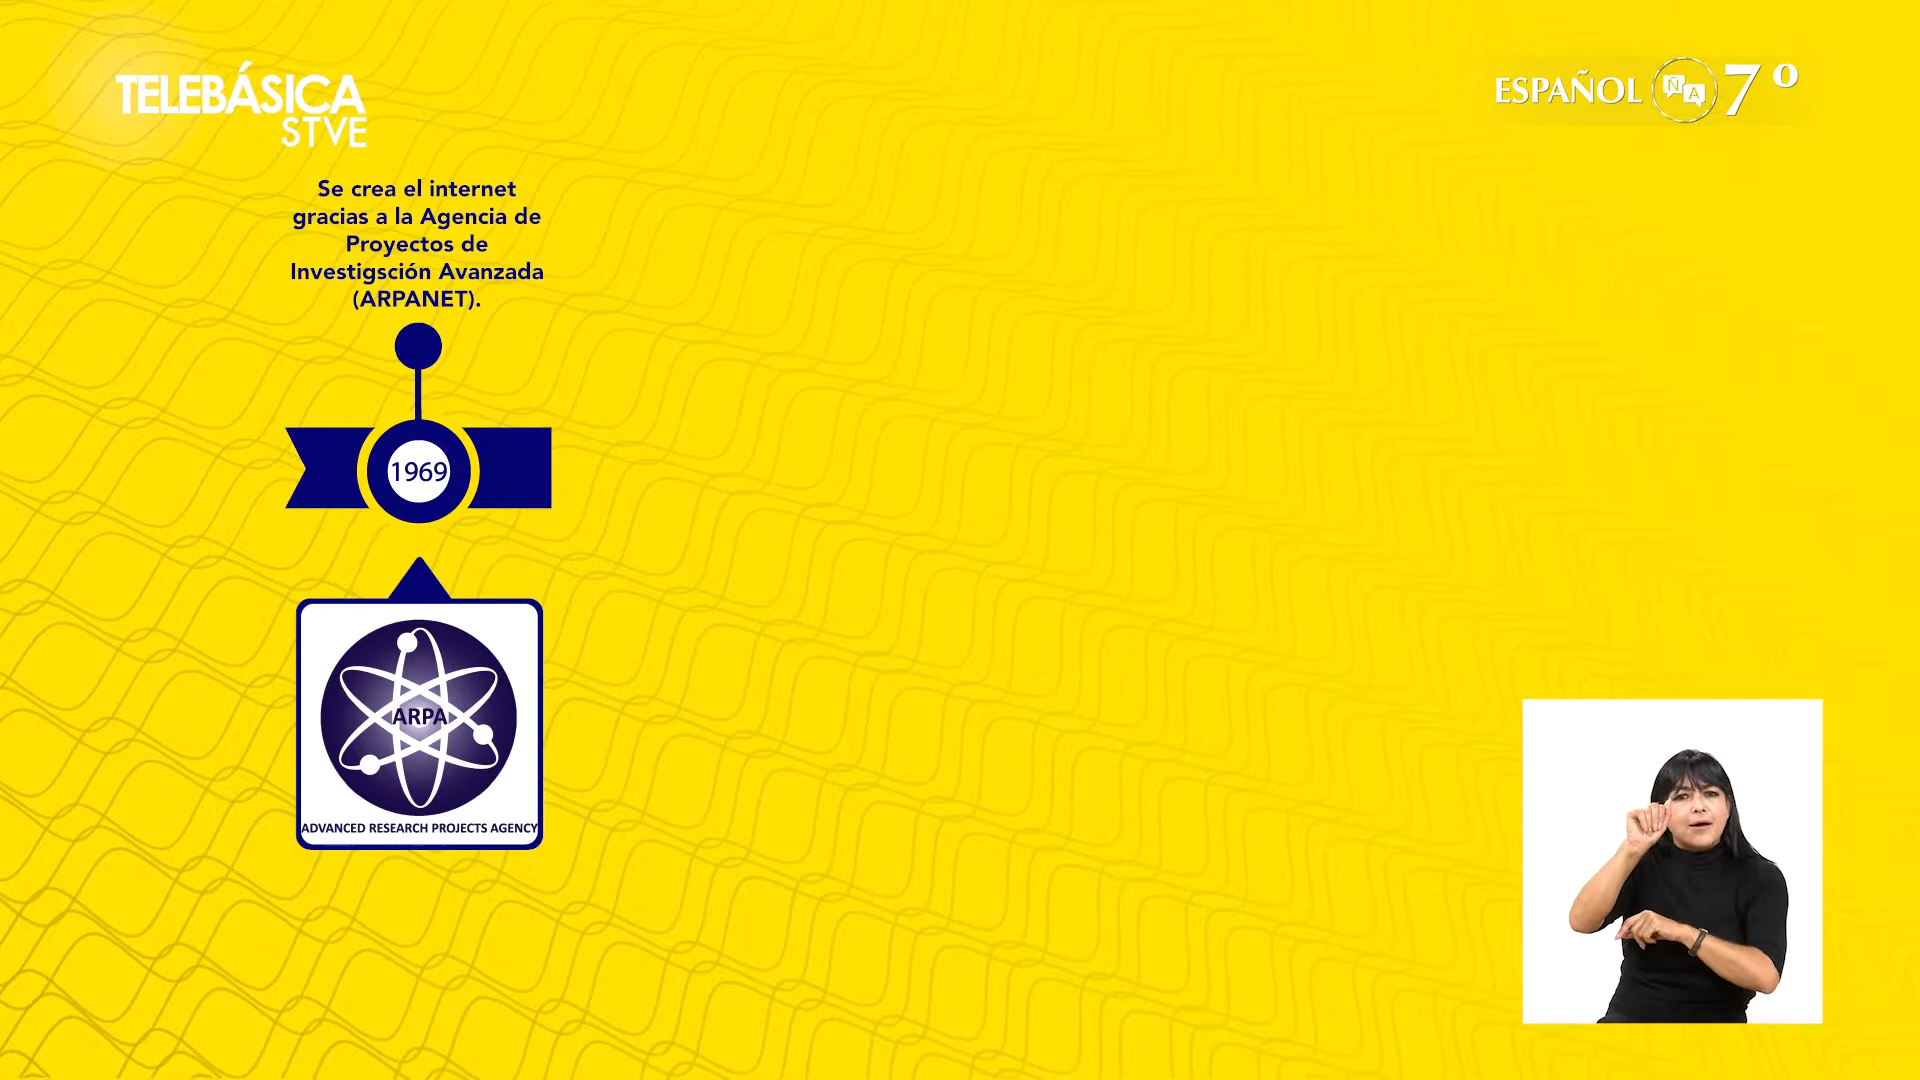 TELEBÁSICA
STVE
ESPAÑOL Ñ A 7º
Se crea el internet
gracias a la Agencia de
Proyectos de
Investigsción Avanzada
(ARPANET).
1969
ARPA
ADVANCED RESEARCH PROJECTS AGENCY